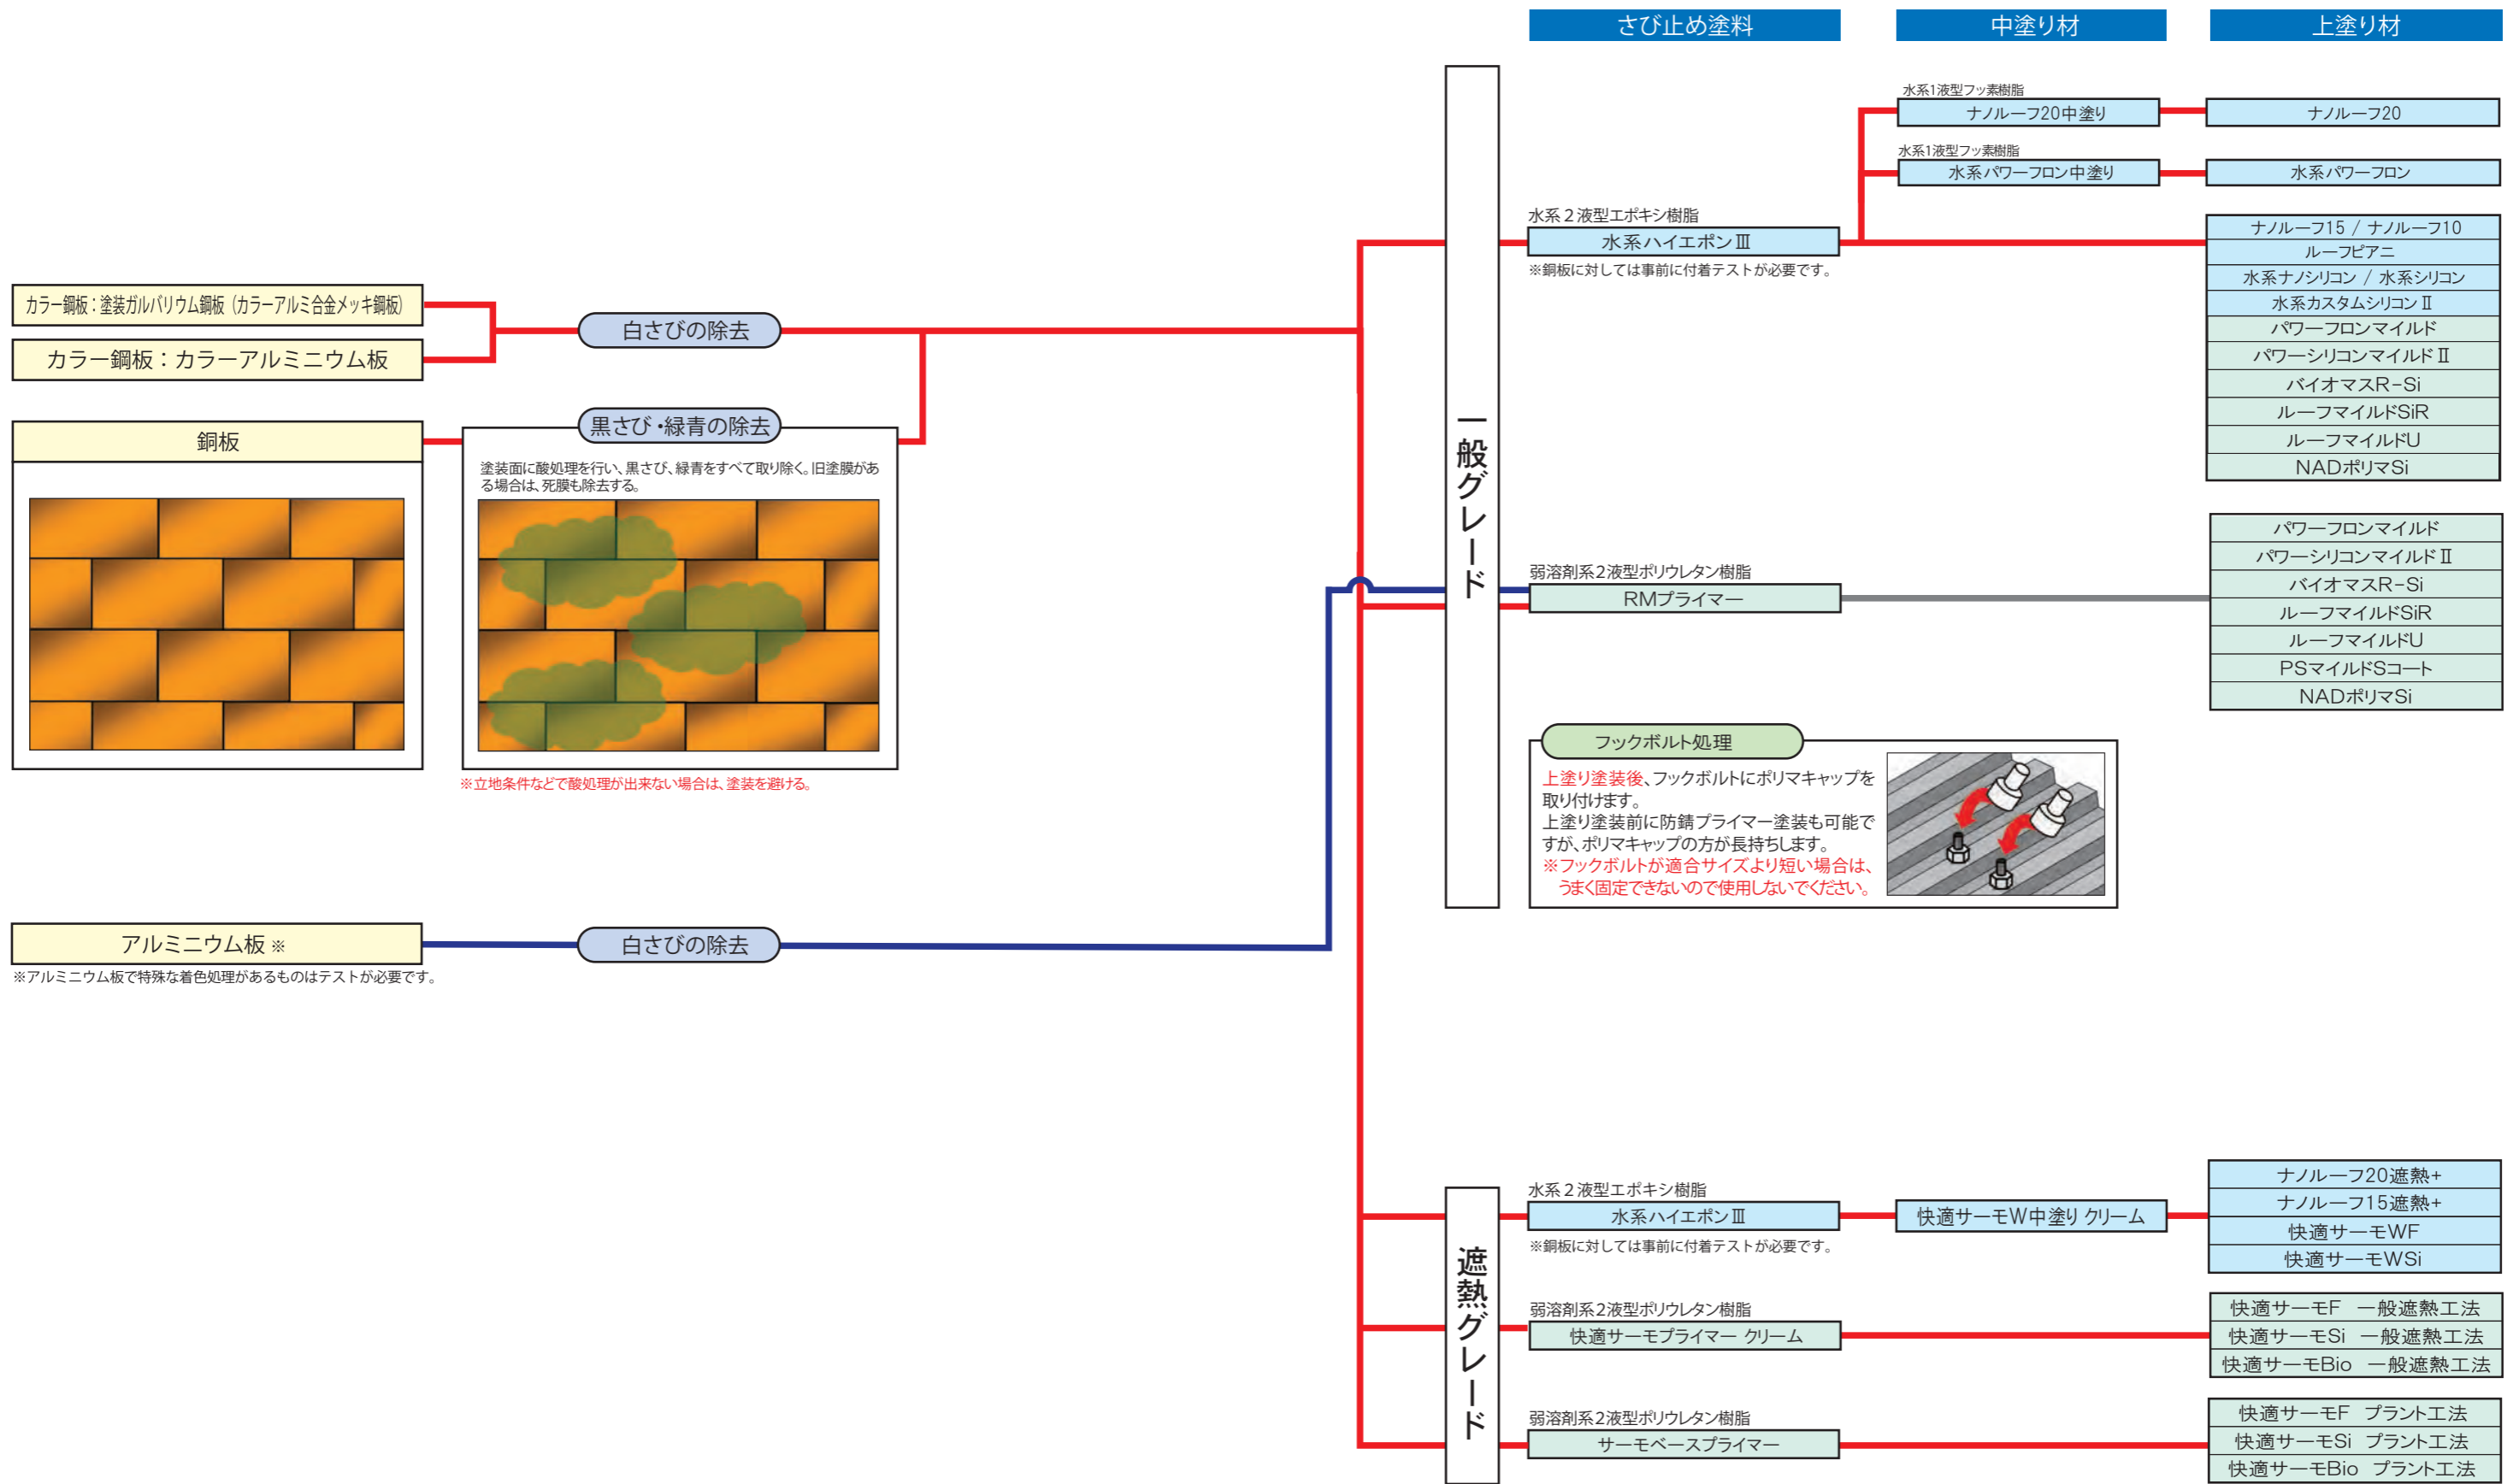 さび止め塗料
中塗り材
上塗り材
一般グレード
水系1液型フッ素樹脂
ナノルーフ20中塗り
ナノルーフ20
水系1液型フッ素樹脂
水系パワーフロン中塗り
水系パワーフロン
水系２液型エポキシ樹脂
水系ハイエポンⅢ
※銅板に対しては事前に付着テストが必要です。
ナノルーフ15 / ナノルーフ10
ルーフピアニ
水系ナノシリコン / 水系シリコン
水系カスタムシリコンⅡ
パワーフロンマイルド
パワーシリコンマイルドⅡ
バイオマスR-Si
ルーフマイルドSiR
ルーフマイルドU
NADポリマSi
カラー鋼板：塗装ガルバリウム鋼板（カラーアルミ合金メッキ鋼板）
カラー鋼板：カラーアルミニウム板
白さびの除去
銅板
黒さび・緑青の除去
塗装面に酸処理を行い、黒さび、緑青をすべて取り除く。旧塗膜があ
る場合は、死膜も除去する。
※立地条件などで酸処理が出来ない場合は、塗装を避ける。
弱溶剤系2液型ポリウレタン樹脂
RMプライマー
パワーフロンマイルド
パワーシリコンマイルドⅡ
バイオマスR-Si
ルーフマイルドSiR
ルーフマイルドU
PSマイルドSコート
NADポリマSi
フックボルト処理
上塗り塗装後、フックボルトにポリマキャップを
取り付けます。
上塗り塗装前に防錆プライマー塗装も可能で
すが、ポリマキャップの方が長持ちします。
※フックボルトが適合サイズより短い場合は、
うまく固定できないので使用しないでください。
アルミニウム板※
白さびの除去
※アルミニウム板で特殊な着色処理があるものはテストが必要です。
遮熱グレード
水系２液型エポキシ樹脂
水系ハイエポンⅢ
※銅板に対しては事前に付着テストが必要です。
快適サーモW中塗り クリーム
ナノルーフ20遮熱+
ナノルーフ15遮熱+
快適サーモWF
快適サーモWSi
弱溶剤系２液型ポリウレタン樹脂
快適サーモプライマー クリーム
快適サーモF 一般遮熱工法
快適サーモSi 一般遮熱工法
快適サーモBio 一般遮熱工法
弱溶剤系2液型ポリウレタン樹脂
サーモベースプライマー
快適サーモF プラント工法
快適サーモSi プラント工法
快適サーモBio プラント工法